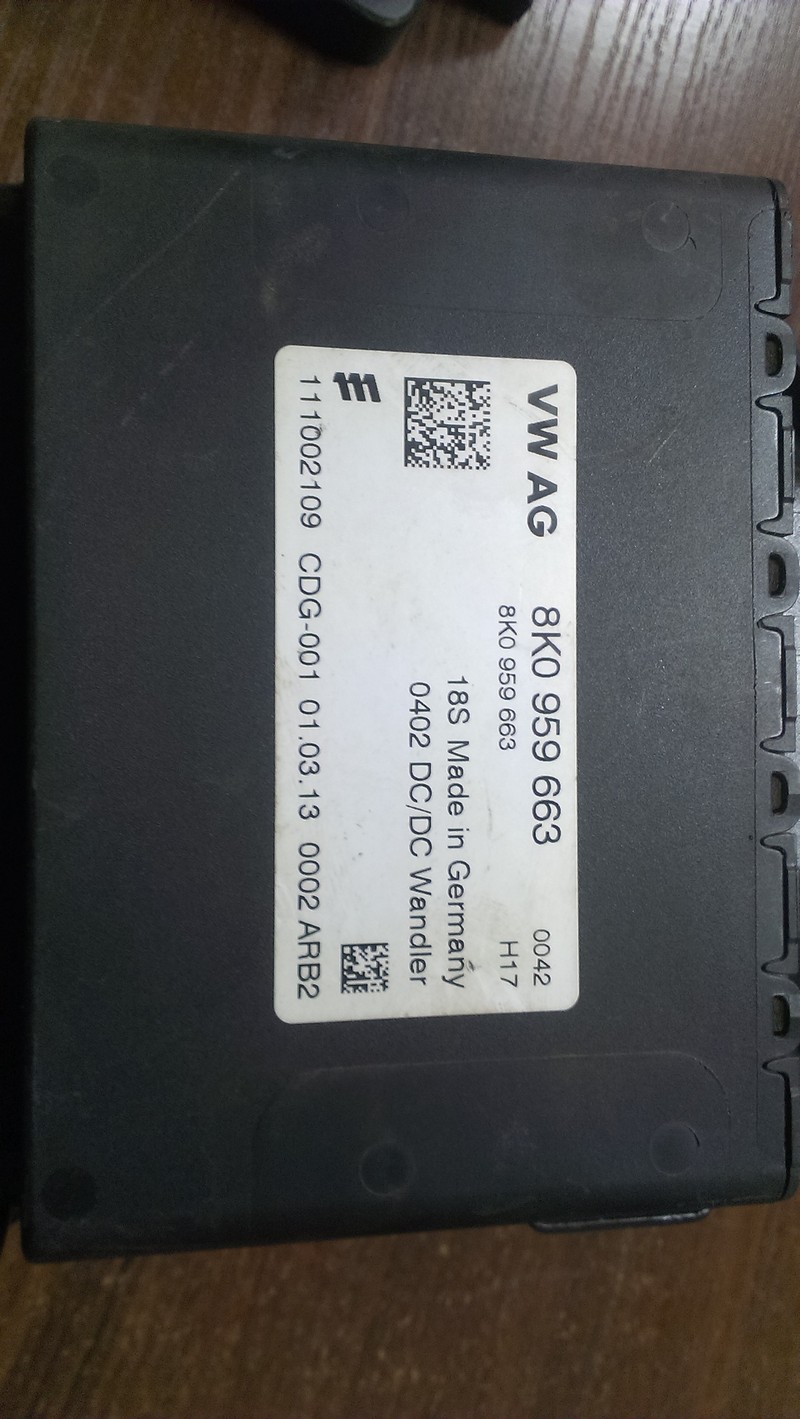 VW AG 8K0 959 663 0042
8K0 959 663 H17
18S Made in Germany
0402 DC/DC Wandler
111002109 CDG-001 01.03.13 0002 ARB2